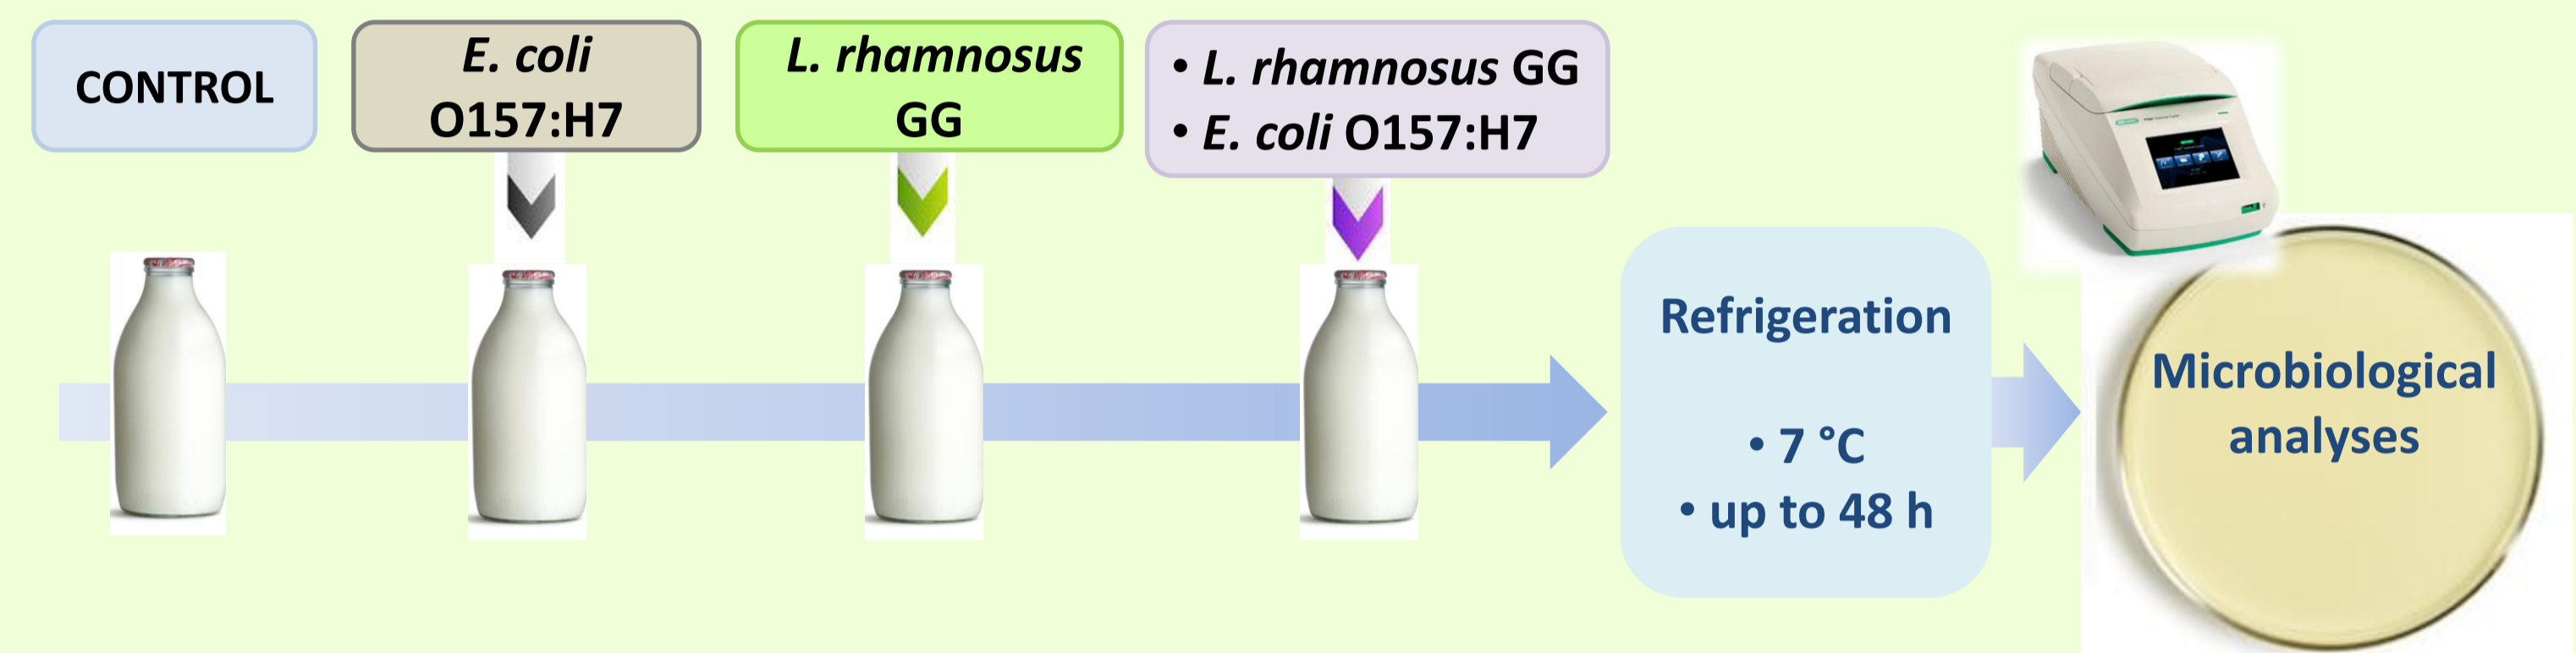 CONTROL
E. coli
O157:H7
L. rhamnosus
GG
• L. rhamnosus GG
• E. coli O157:H7
Refrigeration
• 7 °C
• up to 48 h
Microbiological
analyses